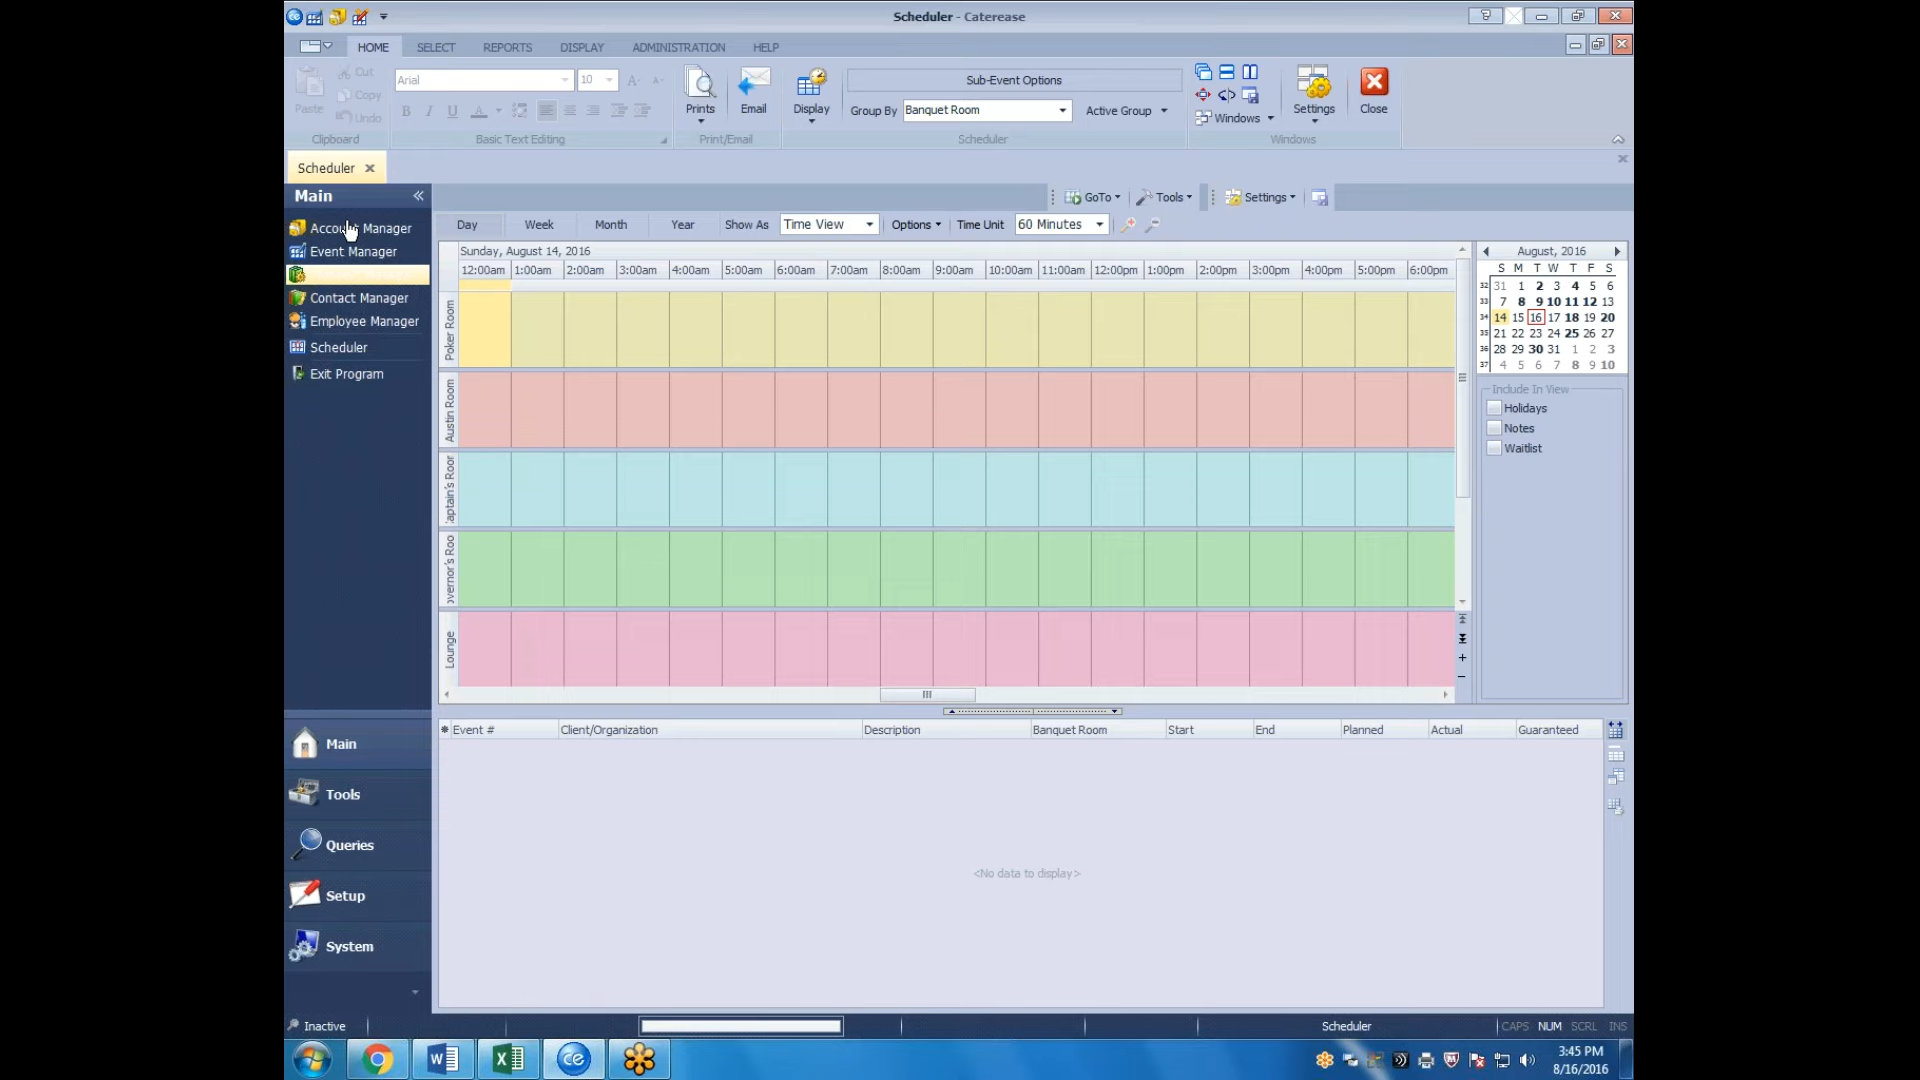 Scheduler - Caterease
HOME SELECT REPORTS DISPLAY ADMINISTRATION HELP
Paste Cut Copy Undo
Clipboard
Arial 10
B I U A
Basic Text Editing
Prints Email
Print/Email
Display
Sub-Event Options
Group By Banquet Room Active Group
Scheduler
Windows Settings Close
Windows
Scheduler
Main
Account Manager
Event Manager
Contact Manager
Employee Manager
Scheduler
Exit Program
GoTo Tools Settings
Day Week Month Year Show As Time View Options Time Unit 60 Minutes
Sunday, August 14, 2016
12:00am 1:00am 2:00am 3:00am 4:00am 5:00am 6:00am 7:00am 8:00am 9:00am 10:00am 11:00am 12:00pm 1:00pm 2:00pm 3:00pm 4:00pm 5:00pm 6:00pm
Poker Room
Austin Room
aptain's Roor
vernor's Roo
Lounge
August, 2016
S M T W T F S
32 31 1 2 3 4 5 6
33 7 8 9 10 11 12 13
34 14 15 16 17 18 19 20
35 21 22 23 24 25 26 27
36 28 29 30 31 1 2 3
37 4 5 6 7 8 9 10
Include In View
Holidays
Notes
Waitlist
Event # Client/Organization Description Banquet Room Start End Planned Actual Guaranteed
<No data to display>
Main
Tools
Queries
Setup
System
Inactive Scheduler CAPS NUM SCRL INS
3:45 PM
8/16/2016